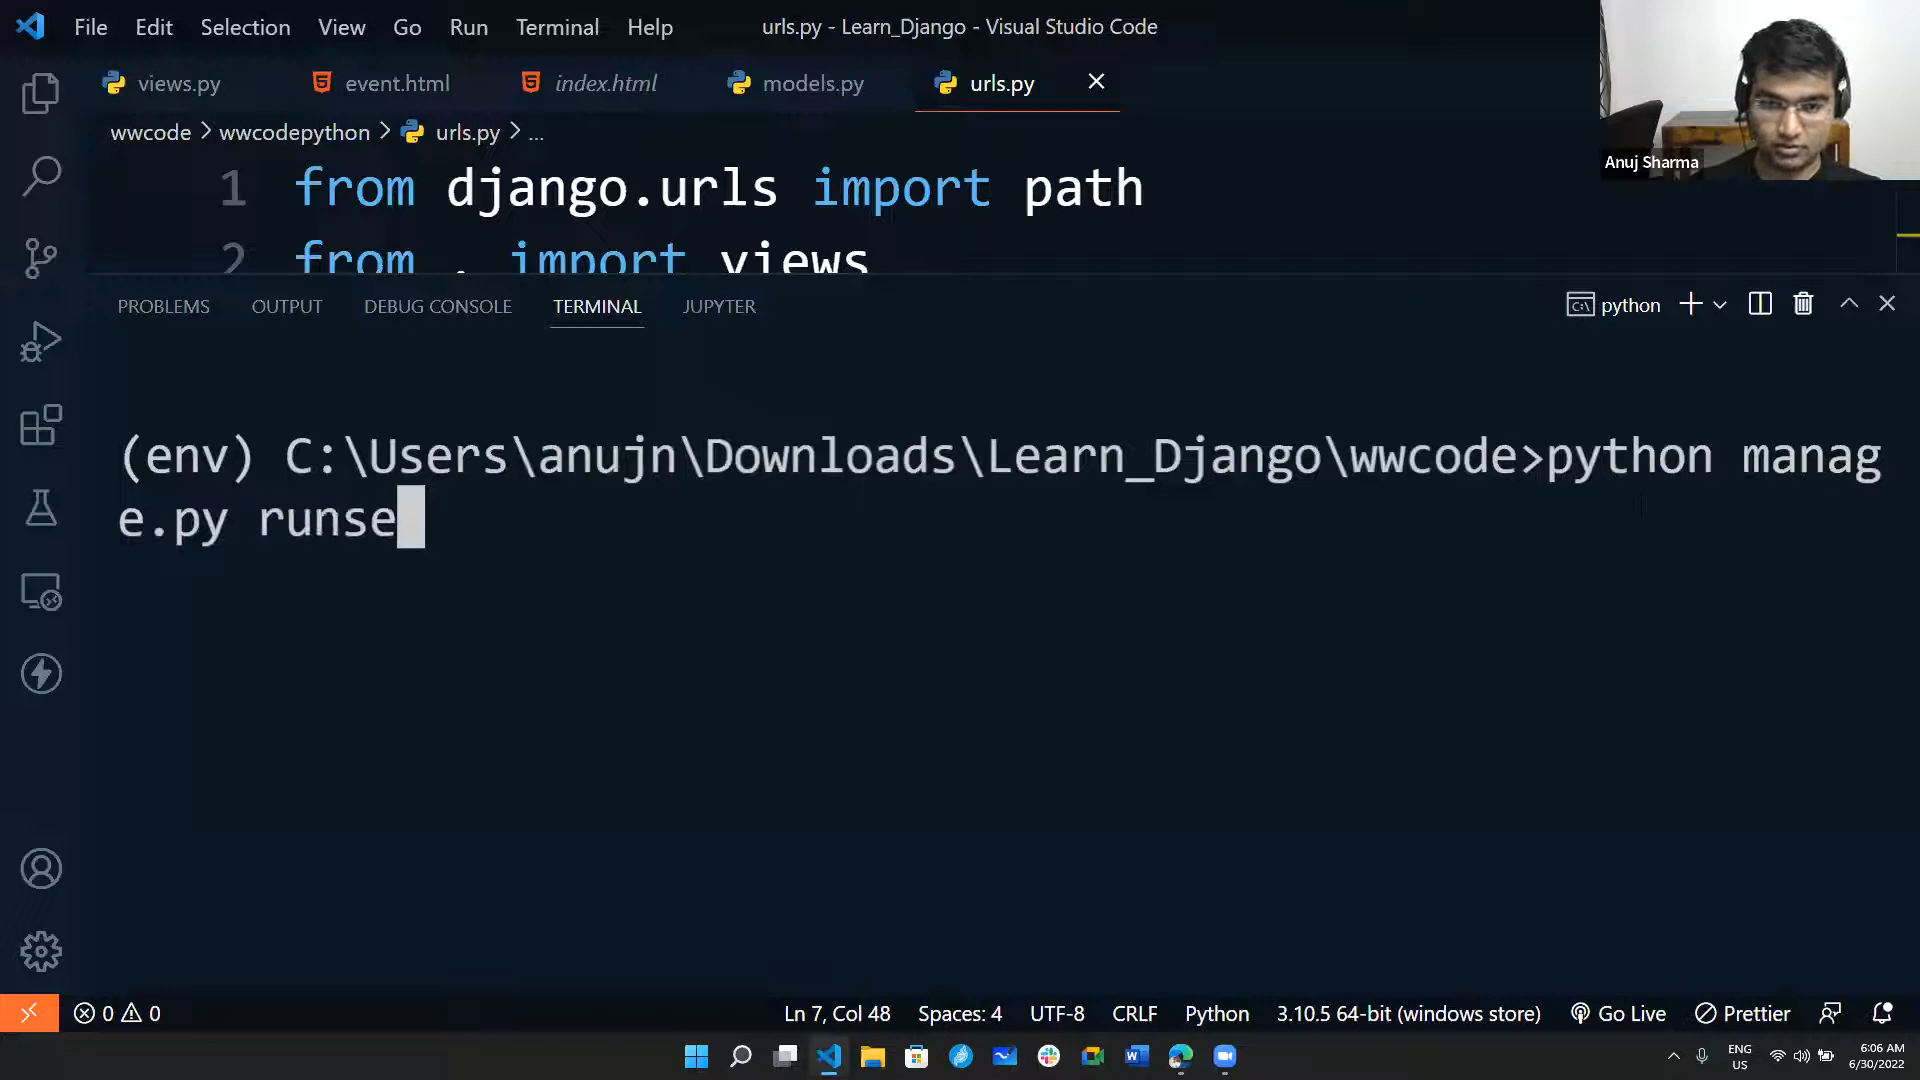 File Edit Selection View Go Run Terminal Help
urls.py - Learn_Django - Visual Studio Code
views.py event.html index.html models.py urls.py
Anuj Sharma
wwcode > wwcodepython > urls.py > ...
1 from django.urls import path
2 from . import views
PROBLEMS OUTPUT DEBUG CONSOLE TERMINAL JUPYTER
python
(env) C:\Users\anujn\Downloads\Learn_Django\wwcode>python manag
e.py runse
0 0
Ln 7, Col 48 Spaces: 4 UTF-8 CRLF Python 3.10.5 64-bit (windows store) Go Live Prettier
ENG
US
6:06 AM
6/30/2022